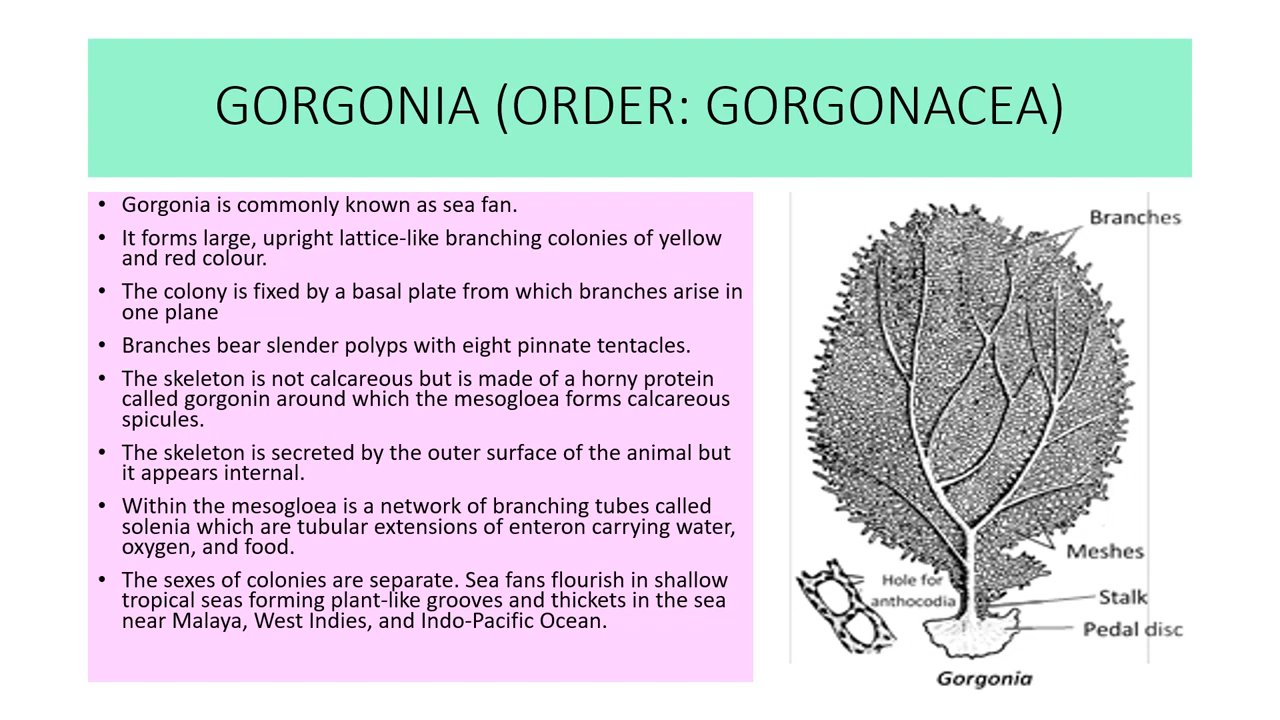 GORGONIA (ORDER: GORGONACEA)
• Gorgonia is commonly known as sea fan.
• It forms large, upright lattice-like branching colonies of yellow
and red colour.
• The colony is fixed by a basal plate from which branches arise in
one plane
• Branches bear slender polyps with eight pinnate tentacles.
• The skeleton is not calcareous but is made of a horny protein
called gorgonin around which the mesogloea forms calcareous
spicules.
• The skeleton is secreted by the outer surface of the animal but
it appears internal.
• Within the mesogloea is a network of branching tubes called
solenia which are tubular extensions of enteron carrying water,
oxygen, and food.
• The sexes of colonies are separate. Sea fans flourish in shallow
tropical seas forming plant-like grooves and thickets in the sea
near Malaya, West Indies, and Indo-Pacific Ocean.
Branches
Meshes
Hole for
anthocodia
Stalk
Pedal disc
Gorgonia